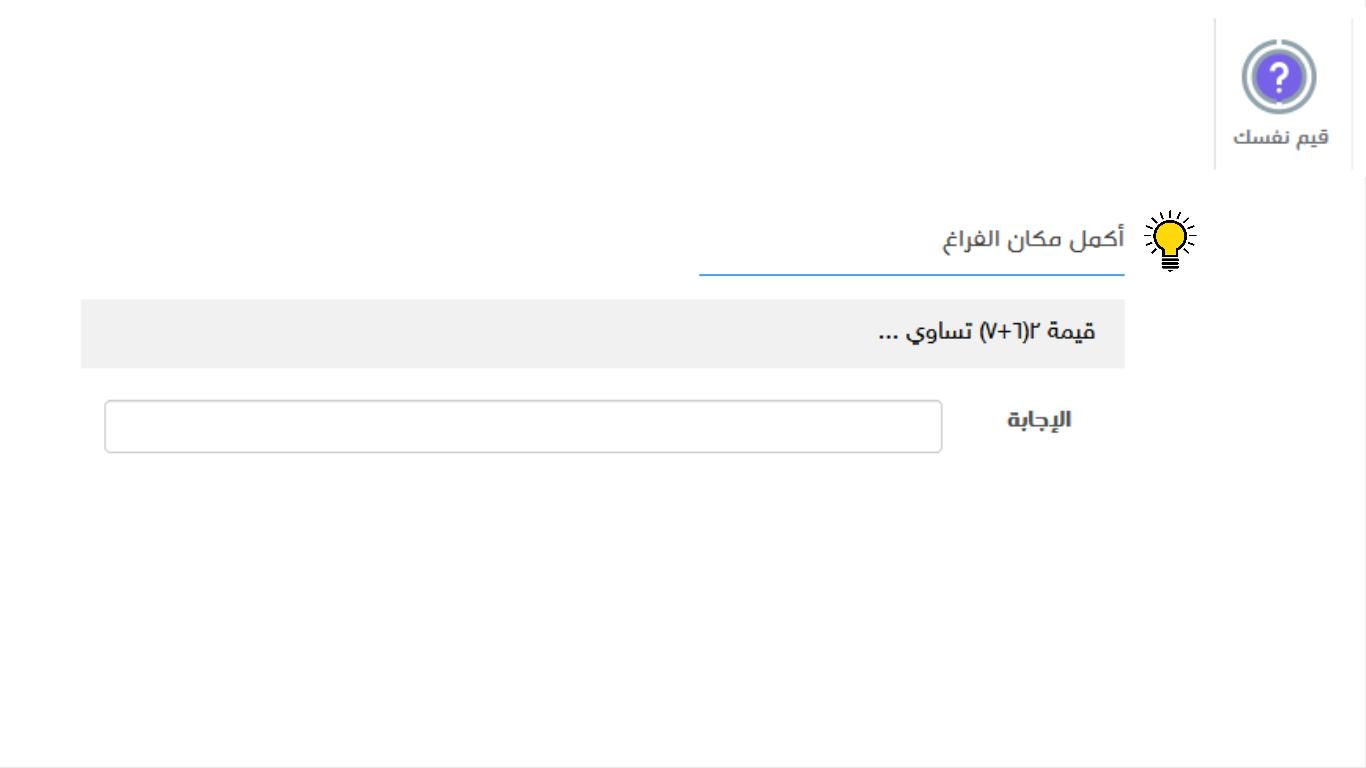 قيم نفسك
أكمل مكان الفراغ
قيمة ٢(٦+٧) تساوي ...
الإجابة